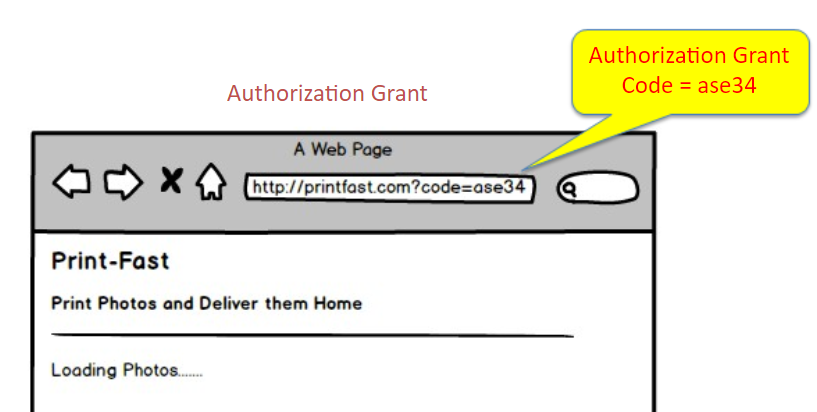 Authorization Grant
Code = ase34
Authorization Grant
A Web Page
http://printfast.com?code=ase34
Print-Fast
Print Photos and Deliver them Home
Loading Photos.......